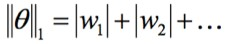 ‖θ‖₁ = |w₁| + |w₂| + ...